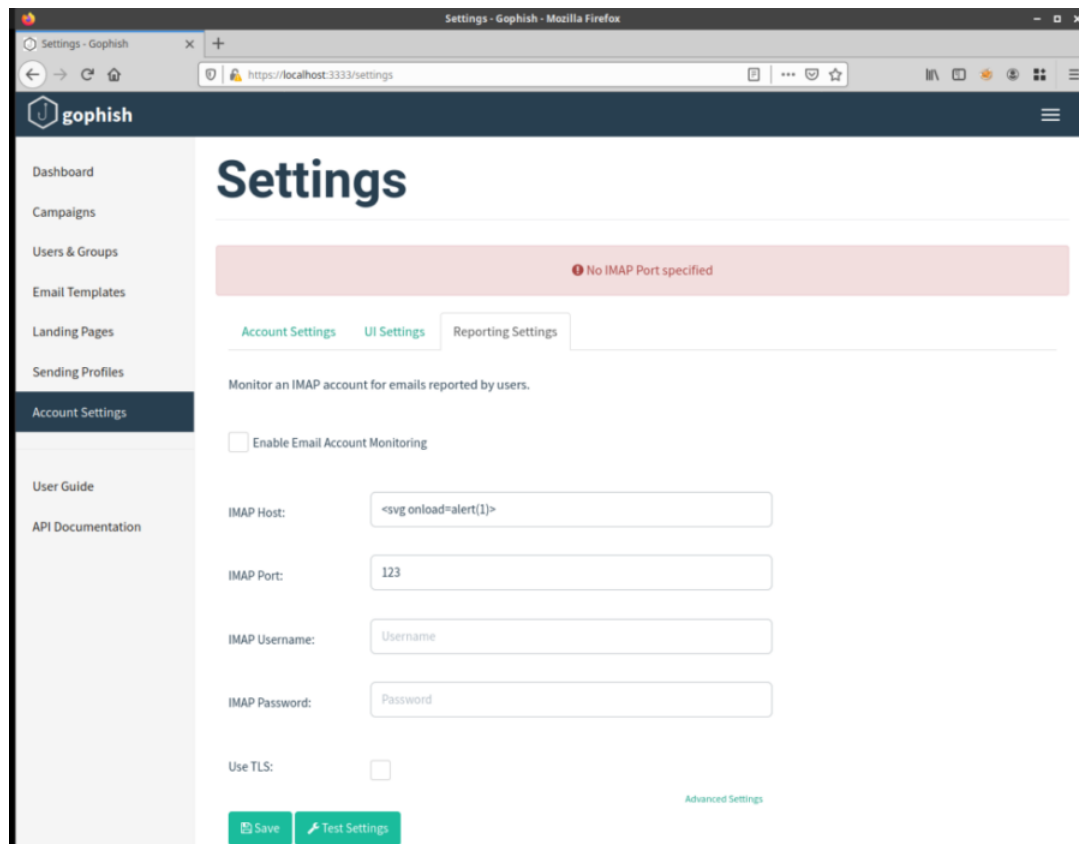 Settings - Gophish - Mozilla Firefox
Settings - Gophish
https://localhost:3333/settings
gophish
Dashboard
Campaigns
Users & Groups
Email Templates
Landing Pages
Sending Profiles
Account Settings
User Guide
API Documentation
Settings
No IMAP Port specified
Account Settings UI Settings Reporting Settings
Monitor an IMAP account for emails reported by users.
Enable Email Account Monitoring
IMAP Host: <svg onload=alert(1)>
IMAP Port: 123
IMAP Username: Username
IMAP Password: Password
Use TLS:
Advanced Settings
Save Test Settings